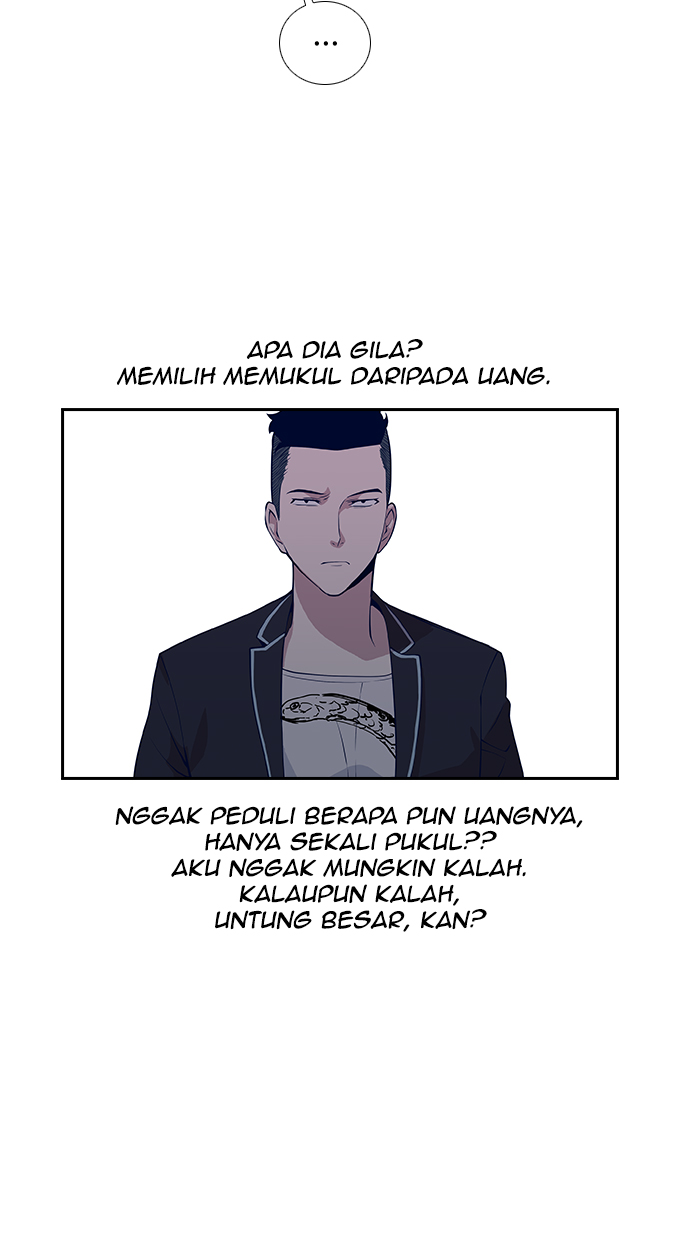 ...
APA DIA GILA?
MEMILIH MEMUKUL DARIPADA UANG.
NGGAK PEDULI BERAPA PUN UANGNYA,
HANYA SEKALI PUKUL??
AKU NGGAK MUNGKIN KALAH.
KALAUPUN KALAH,
UNTUNG BESAR, KAN?